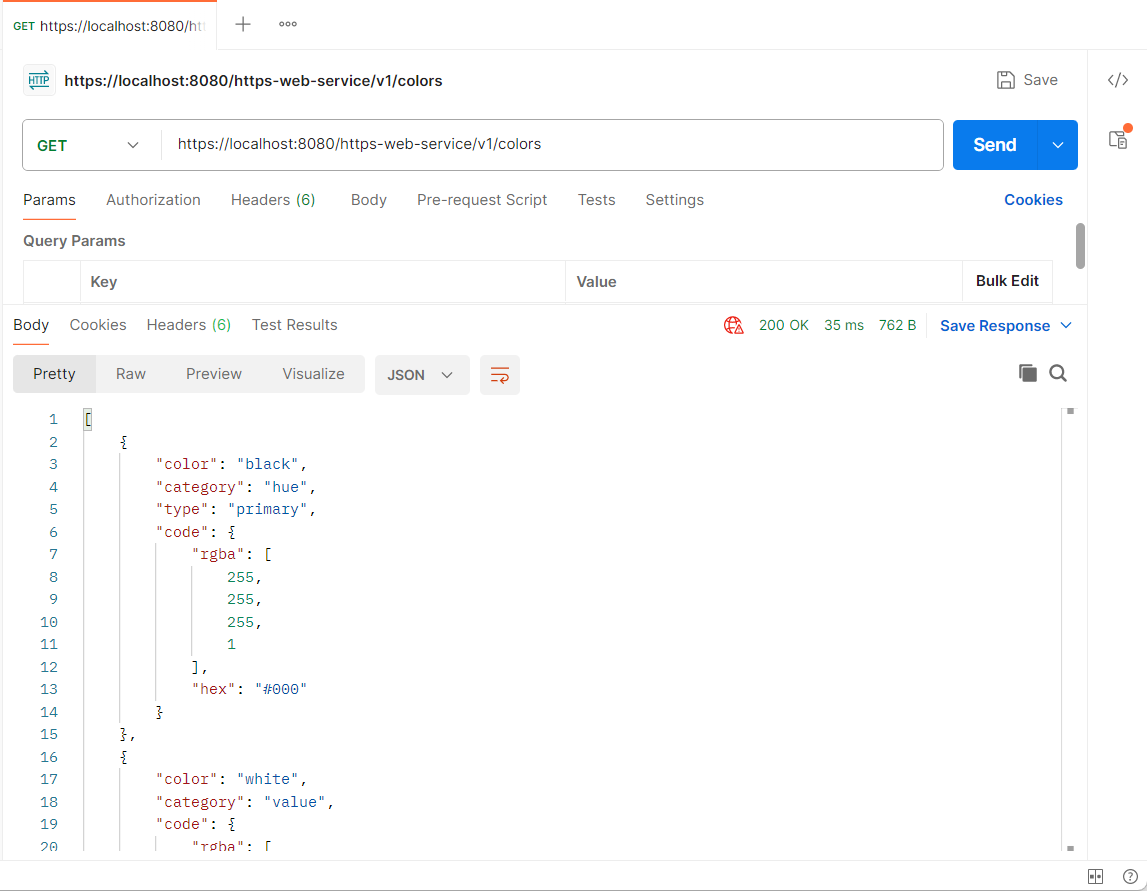 GET https://localhost:8080/htt
HTTP https://localhost:8080/https-web-service/v1/colors Save </>
GET https://localhost:8080/https-web-service/v1/colors Send
Params Authorization Headers (6) Body Pre-request Script Tests Settings Cookies
Query Params
Key Value Bulk Edit
Body Cookies Headers (6) Test Results 200 OK 35 ms 762 B Save Response
Pretty Raw Preview Visualize JSON
1 [
2 {
3 "color": "black",
4 "category": "hue",
5 "type": "primary",
6 "code": {
7 "rgba": [
8 255,
9 255,
10 255,
11 1
12 ],
13 "hex": "#000"
14 }
15 },
16 {
17 "color": "white",
18 "category": "value",
19 "code": {
20 "rgba": [